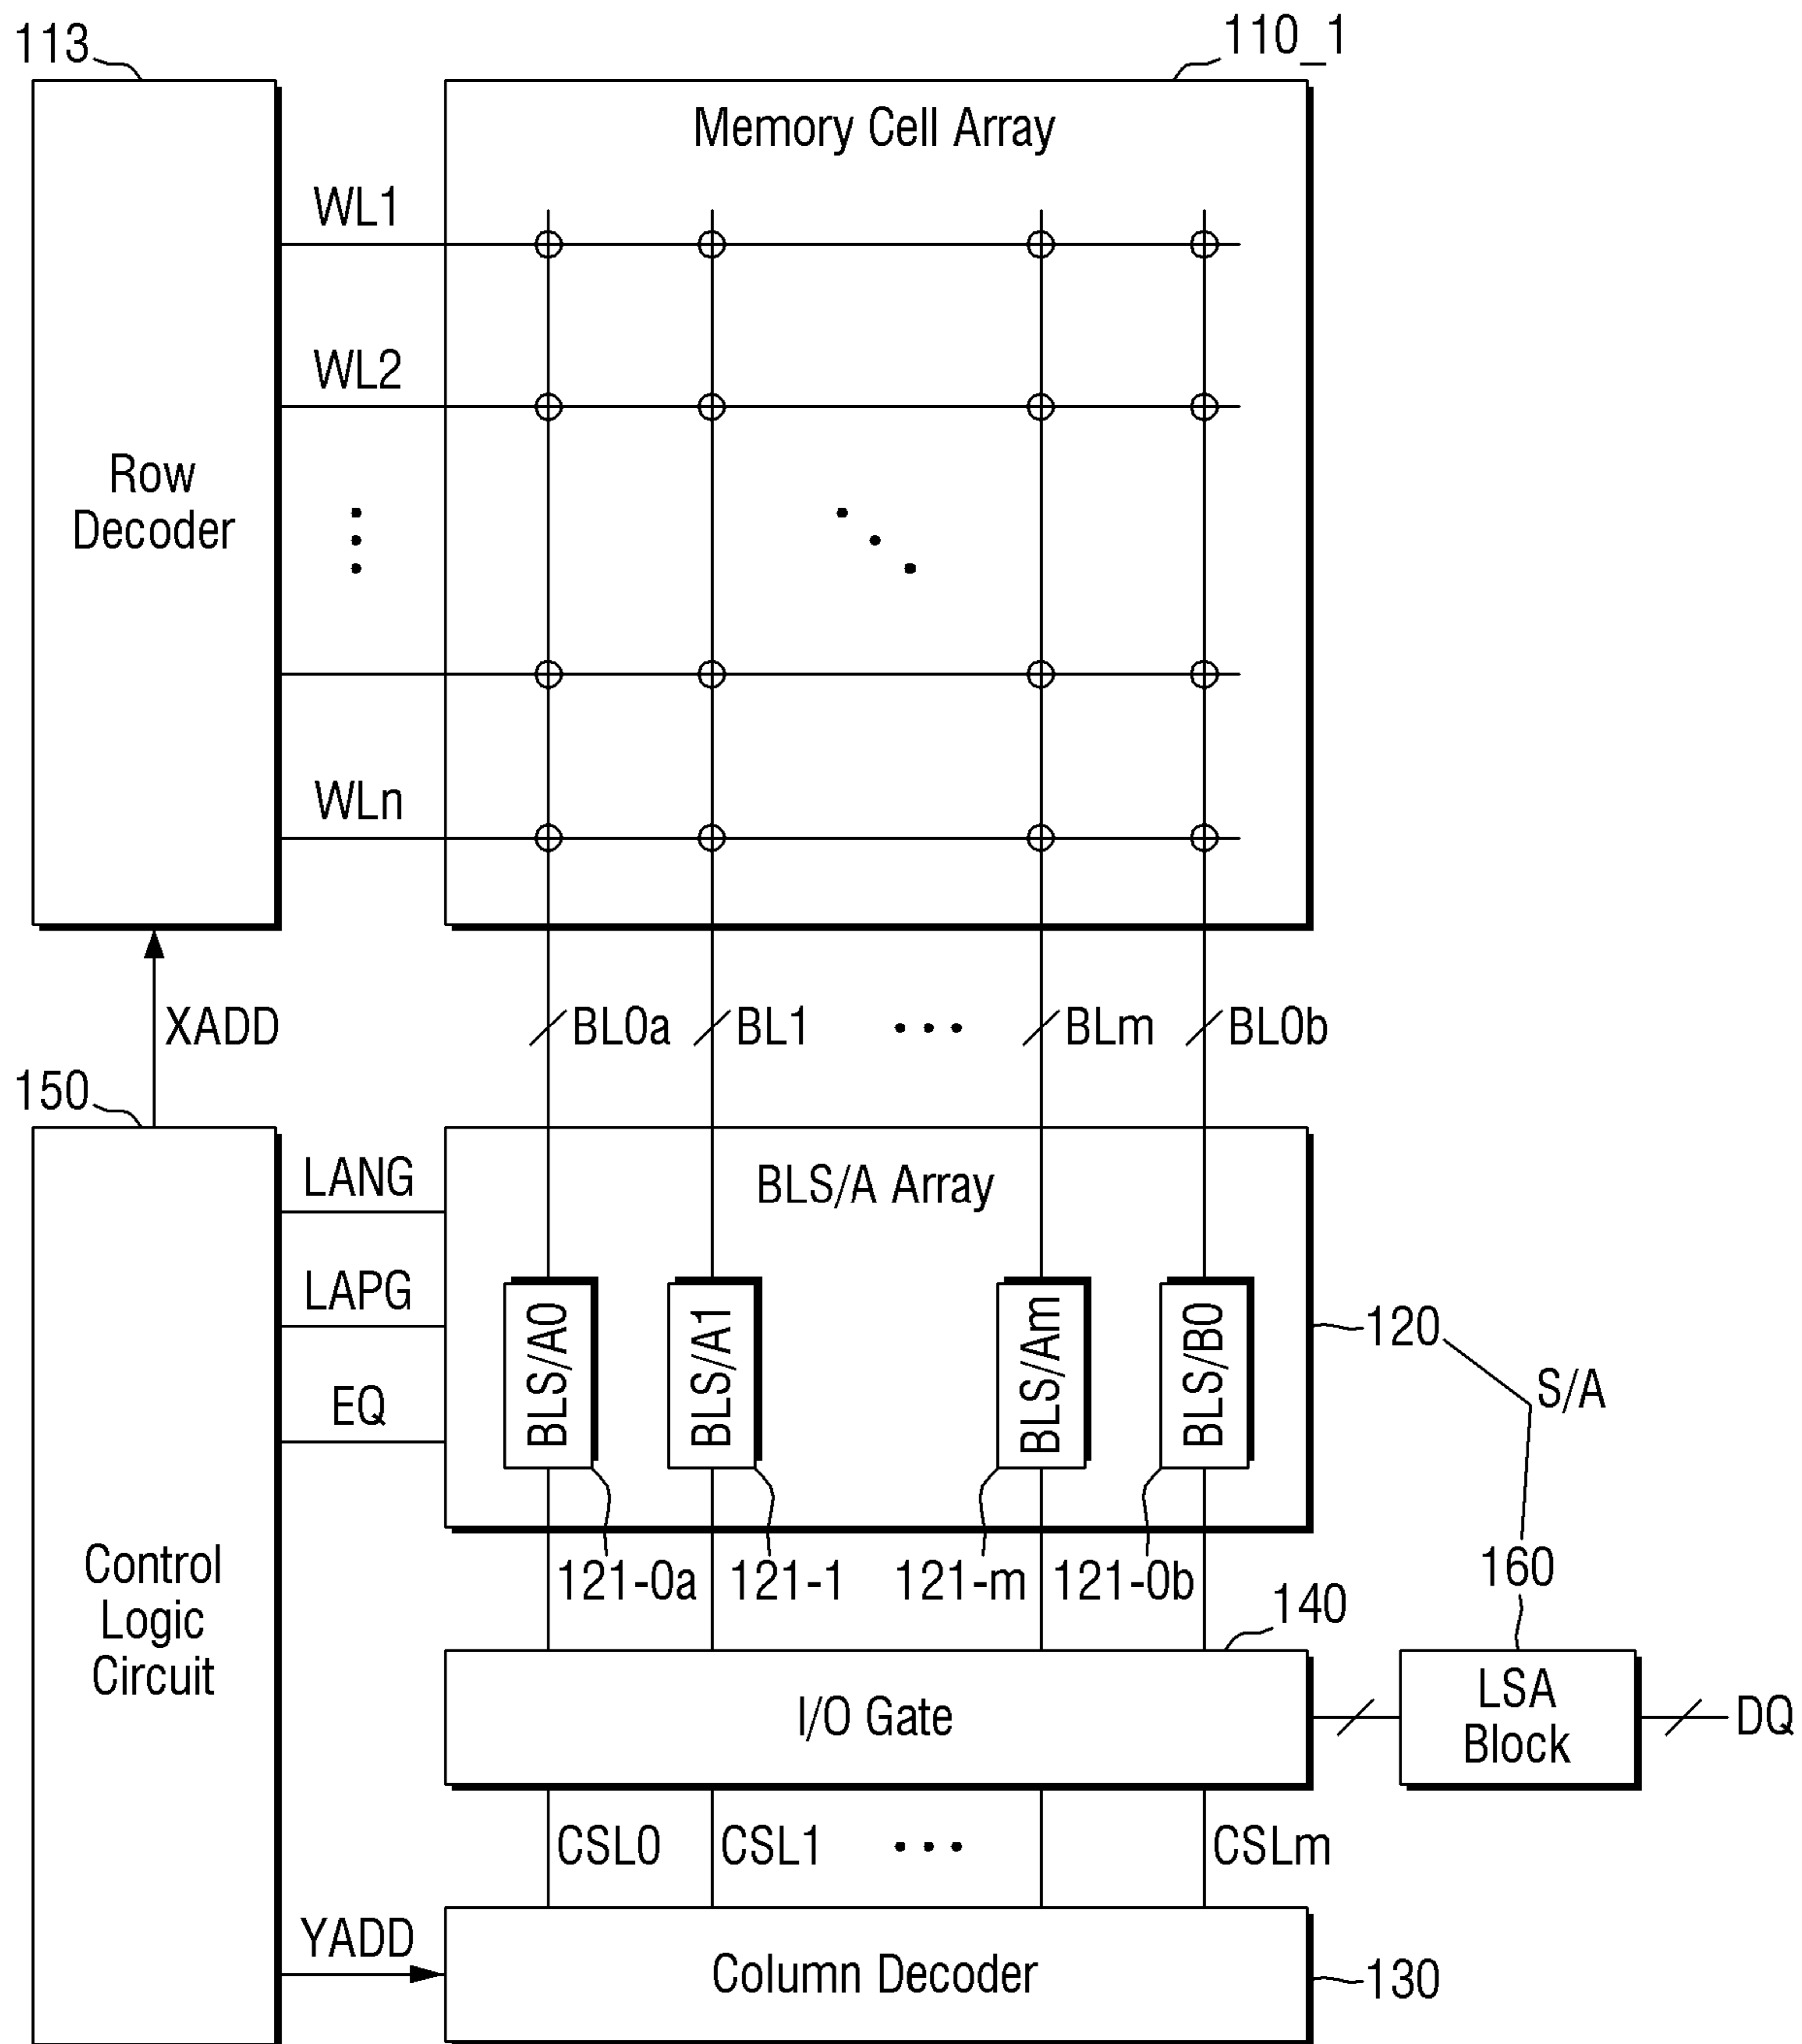 113
110_1
Memory Cell Array
WL1
WL2
Row
Decoder
WLn
XADD
BL0a
BL1
BLm
BL0b
150
LANG
BLS/A Array
LAPG
EQ
BLS/A0
BLS/A1
BLS/Am
BLS/B0
120
S/A
121-0a
121-1
121-m
121-0b
160
Control
Logic
Circuit
140
I/O Gate
LSA
Block
DQ
CSL0
CSL1
CSLm
YADD
Column Decoder
130